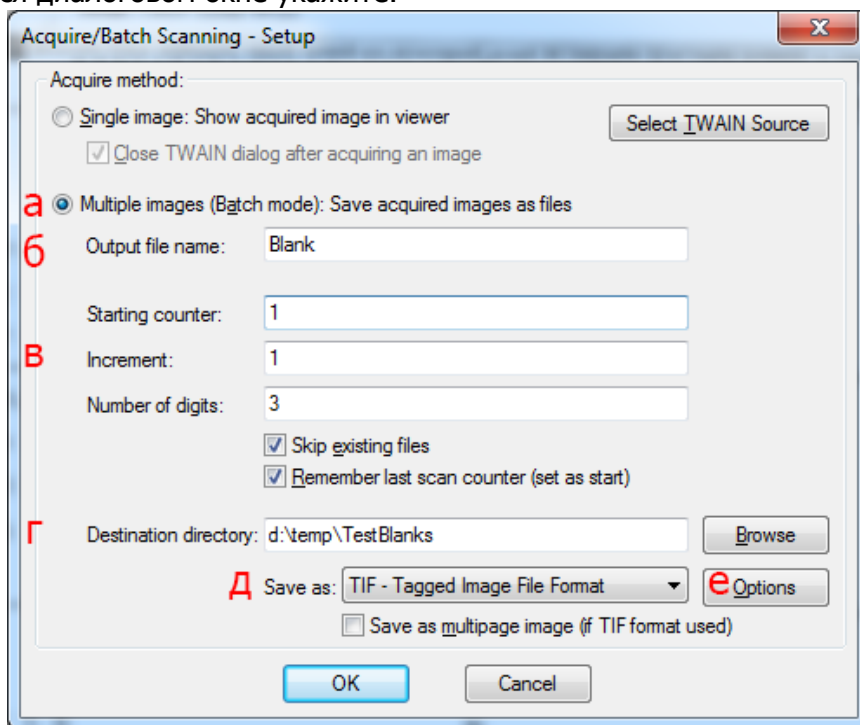 ся диалоговом окне укажите:
Acquire/Batch Scanning - Setup
Acquire method:
Single image: Show acquired image in viewer
Select TWAIN Source
Close TWAIN dialog after acquiring an image
а Multiple images (Batch mode): Save acquired images as files
б Output file name: Blank
Starting counter: 1
в Increment: 1
Number of digits: 3
Skip existing files
Remember last scan counter (set as start)
г Destination directory: d:\temp\TestBlanks Browse
д Save as: TIF - Tagged Image File Format е Options
Save as multipage image (if TIF format used)
OK Cancel